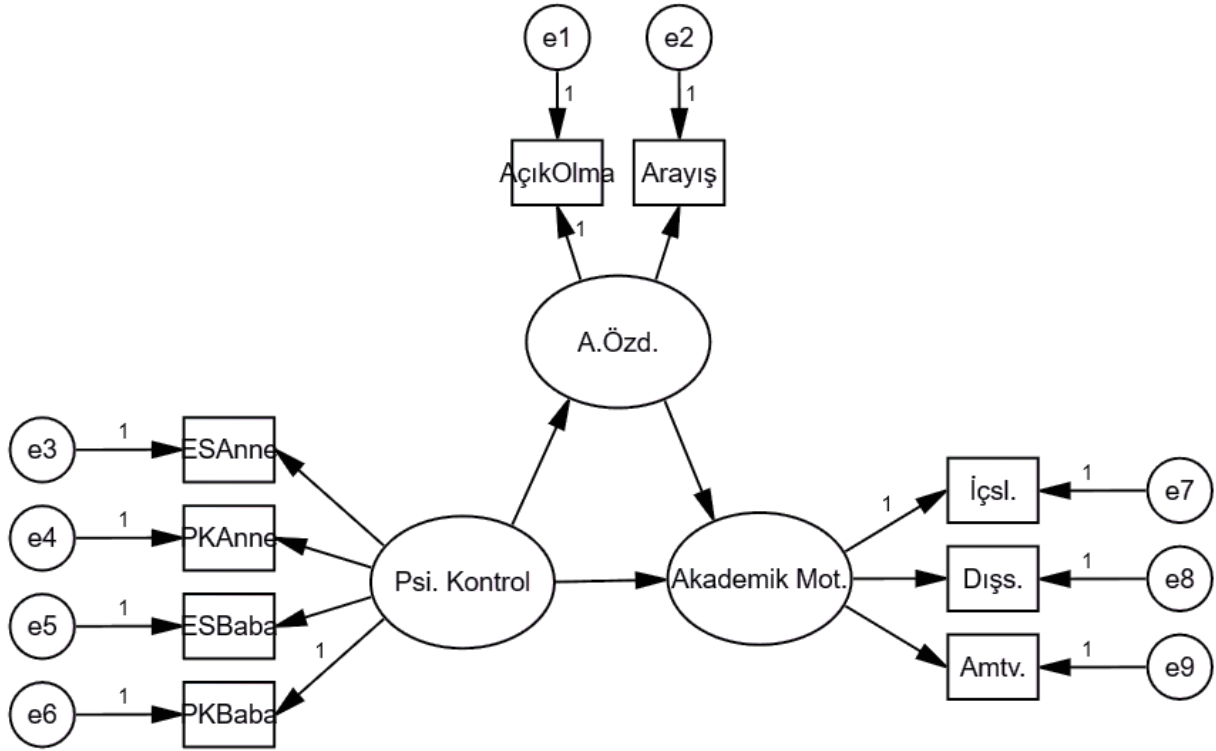 e1
e2
1
1
AçıkOlma
Arayış
1
A.Özd.
e3
1
ESAnne
e4
1
PKAnne
e5
1
ESBaba
e6
1
PKBaba
1
Psi. Kontrol
Akademik Mot.
1
İçsl.
1
e7
Dışs.
1
e8
Amtv.
1
e9